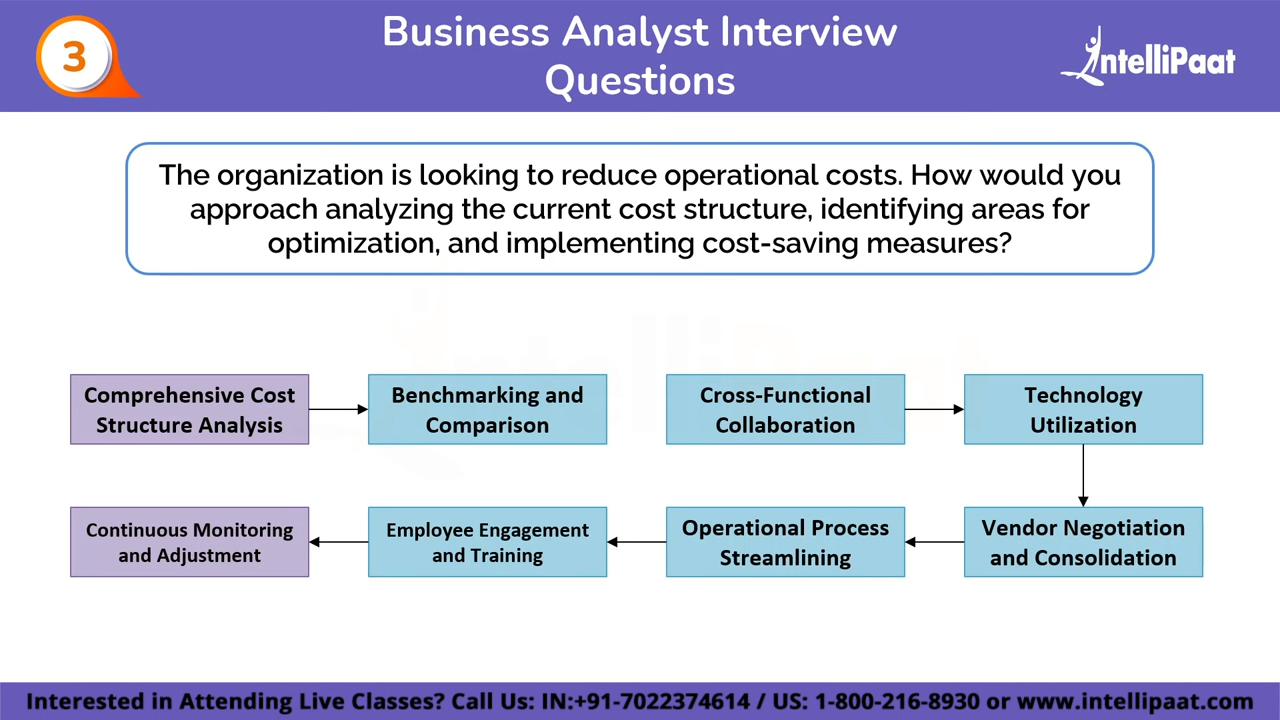 3
Business Analyst Interview
Questions
IntelliPaat
The organization is looking to reduce operational costs. How would you
approach analyzing the current cost structure, identifying areas for
optimization, and implementing cost-saving measures?
Comprehensive Cost
Structure Analysis
Benchmarking and
Comparison
Cross-Functional
Collaboration
Technology
Utilization
Continuous Monitoring
and Adjustment
Employee Engagement
and Training
Operational Process
Streamlining
Vendor Negotiation
and Consolidation
Interested in Attending Live Classes? Call Us: IN:+91-7022374614 / US: 1-800-216-8930 or www.intellipaat.com